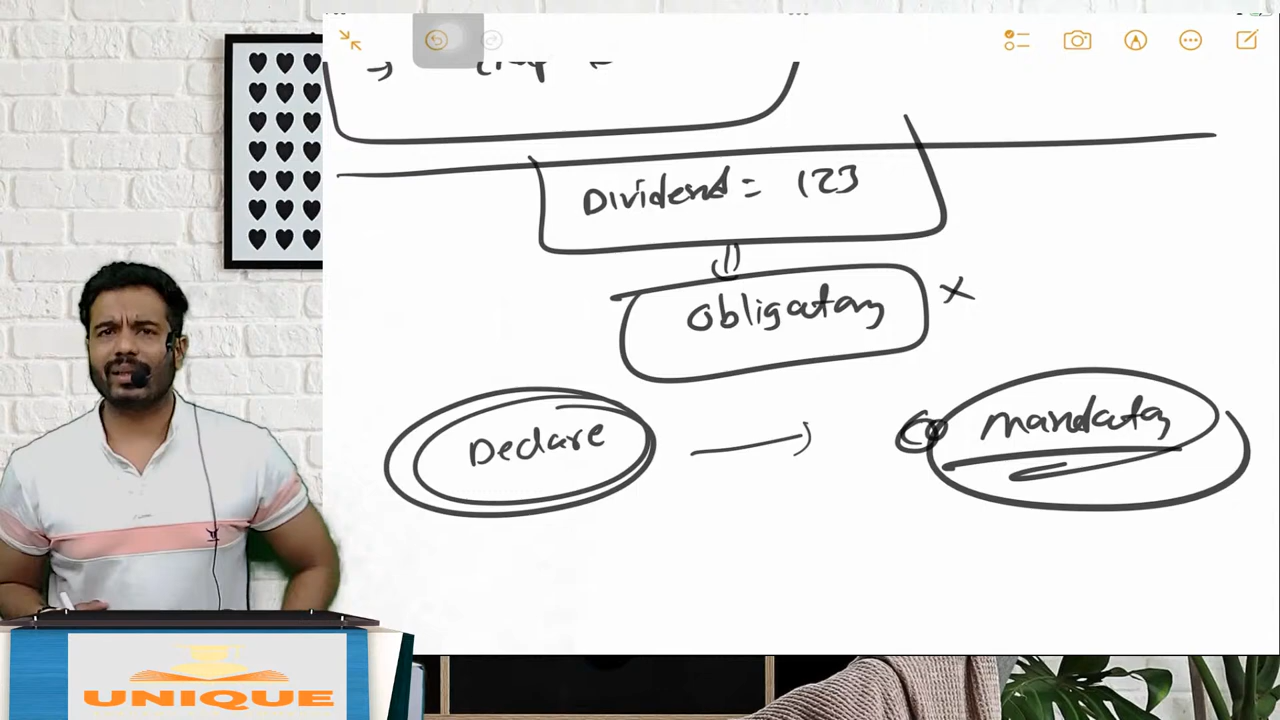 Dividend = 123
Obligatory ×
Declare → mandatory
UNIQUE